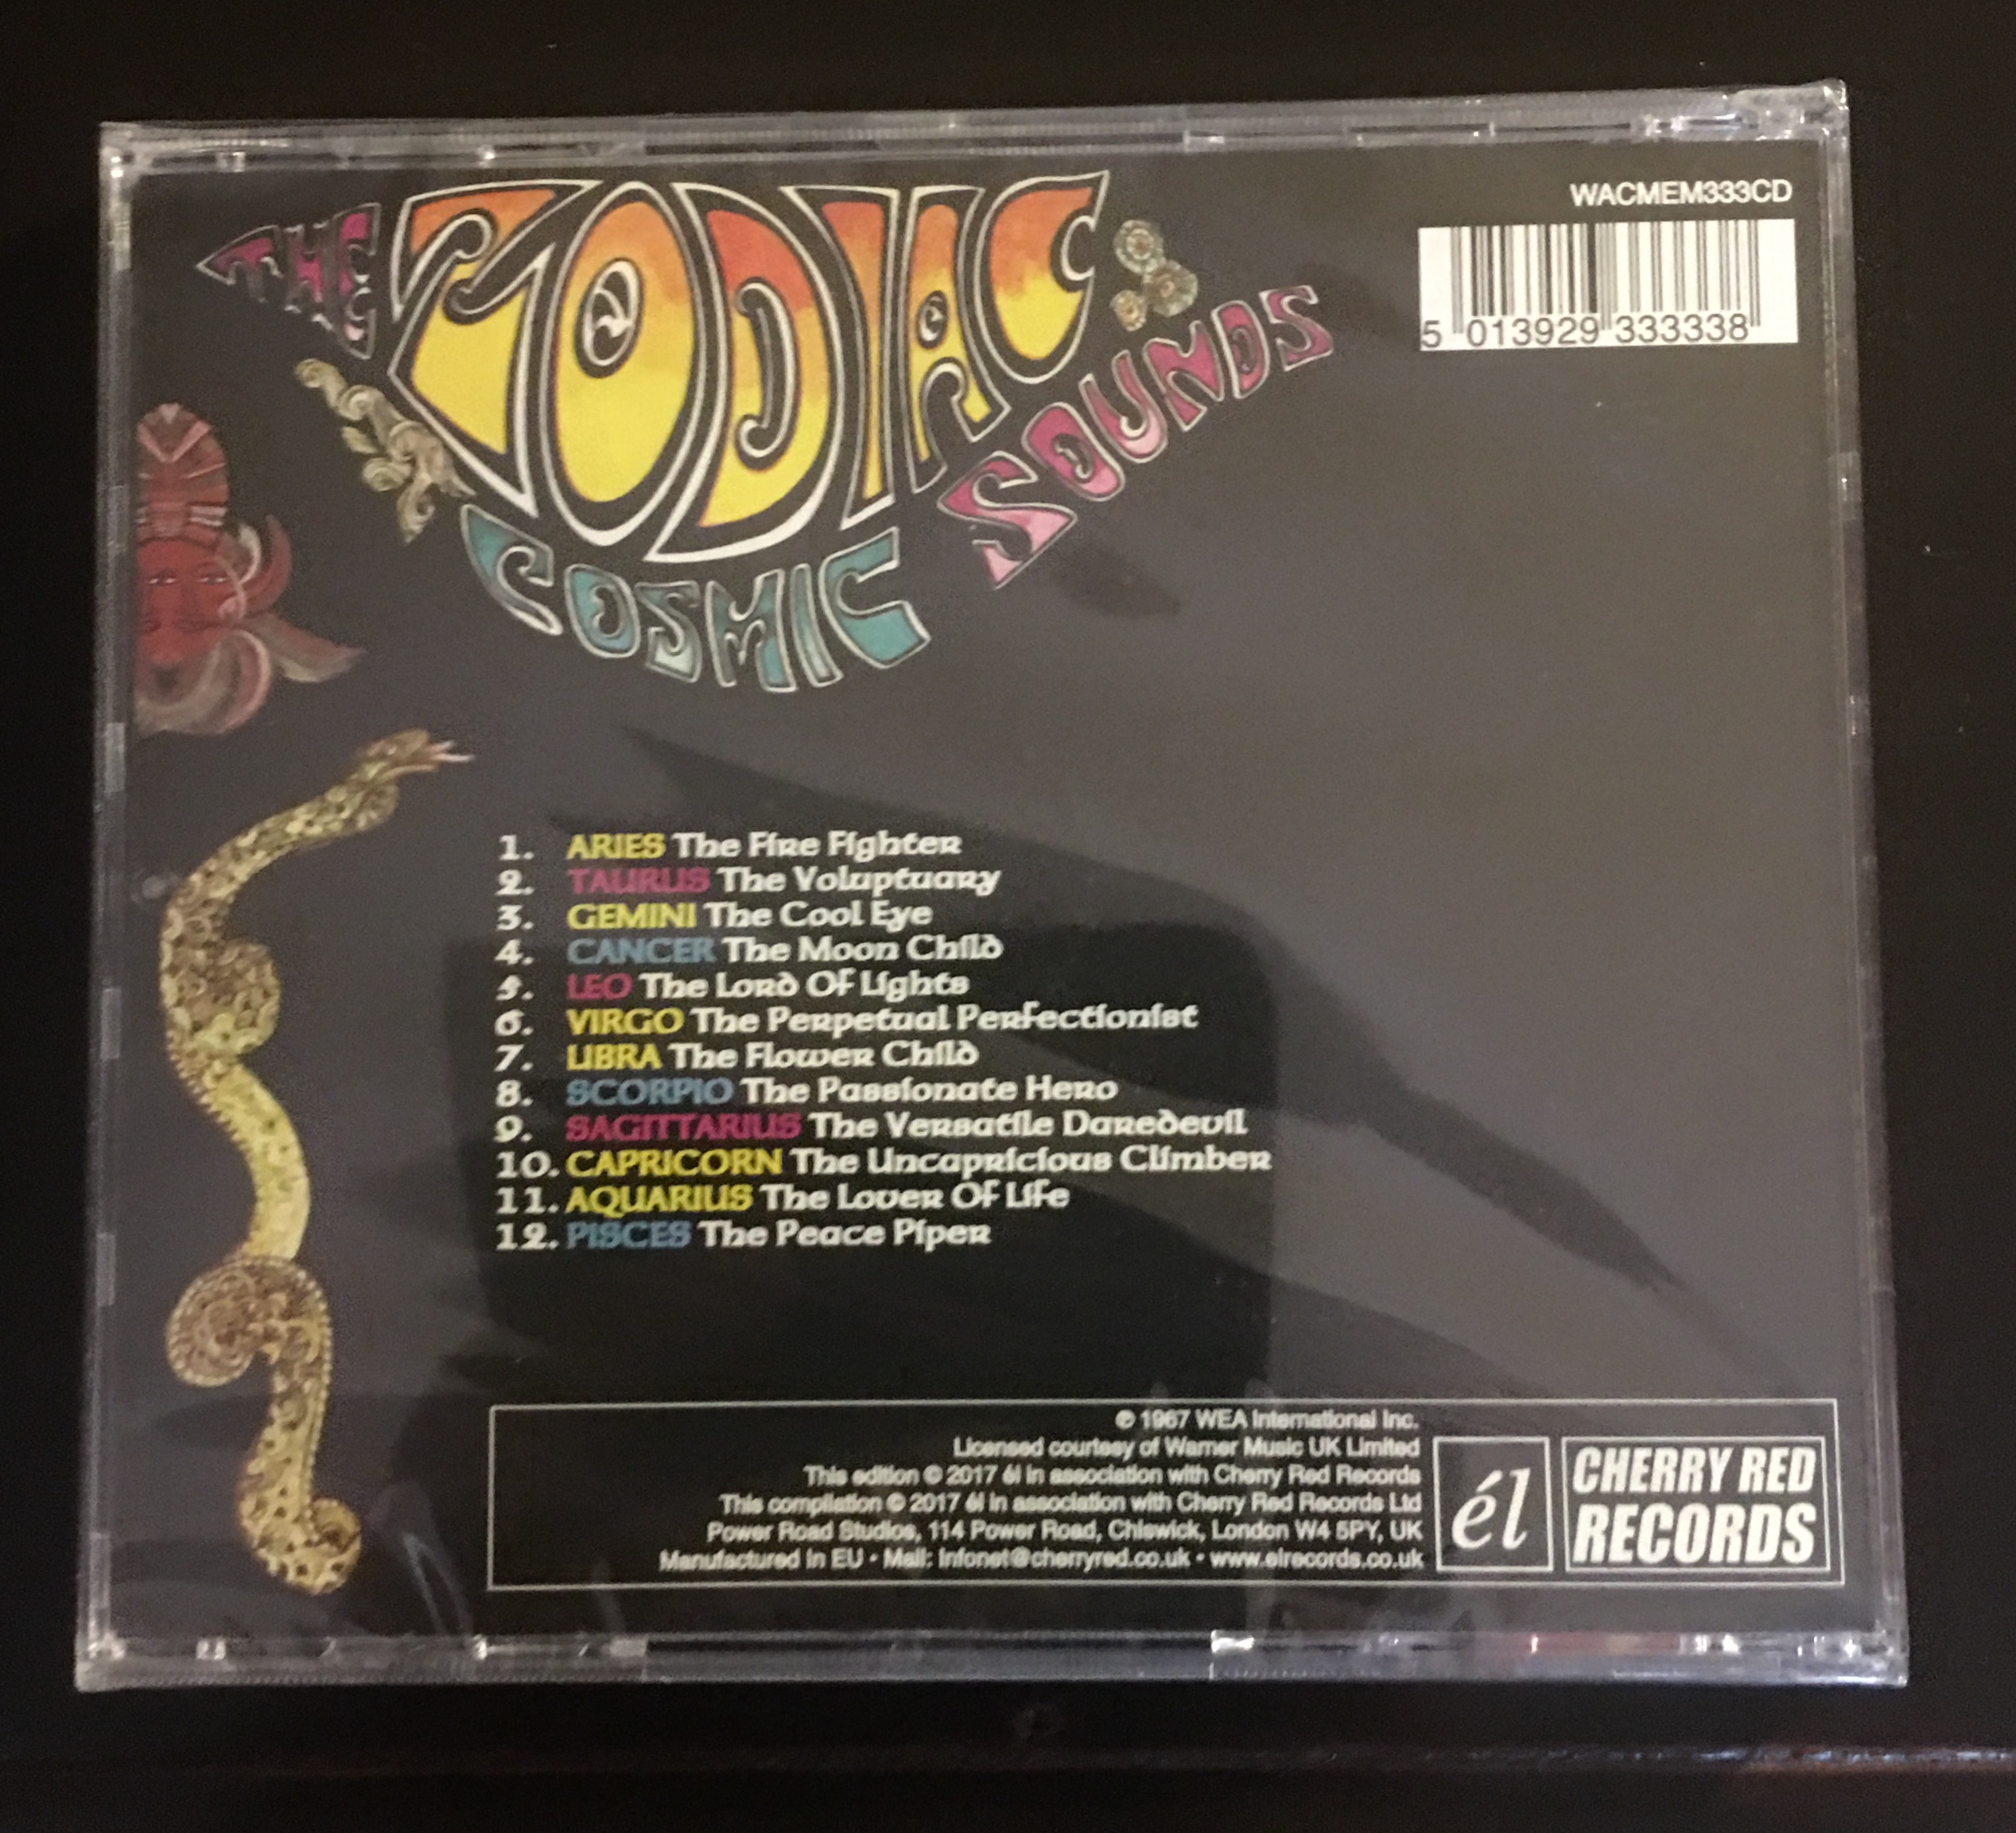 THE ZODIAC
COSMIC SOUNDS
WACMEM333CD
5 013929 333338
1. ARIES The Fire Fighter
2. TAURUS The Voluptuary
3. GEMINI The Cool Eye
4. CANCER The Moon Child
5. LEO The Lord Of Lights
6. VIRGO The Perpetual Perfectionist
7. LIBRA The Flower Child
8. SCORPIO The Passionate Hero
9. SAGITTARIUS The Versatile Daredevil
10. CAPRICORN The Uncapricious Climber
11. AQUARIUS The Lover Of Life
12. PISCES The Peace Piper
℗ 1967 WEA International Inc.
Licensed courtesy of Warner Music UK Limited
This edition © 2017 él in association with Cherry Red Records
This compilation © 2017 él in association with Cherry Red Records Ltd
Power Road Studios, 114 Power Road, Chiswick, London W4 5PY, UK
Manufactured in EU • Mail: infonet@cherryred.co.uk • www.elrecords.co.uk
él
CHERRY RED
RECORDS